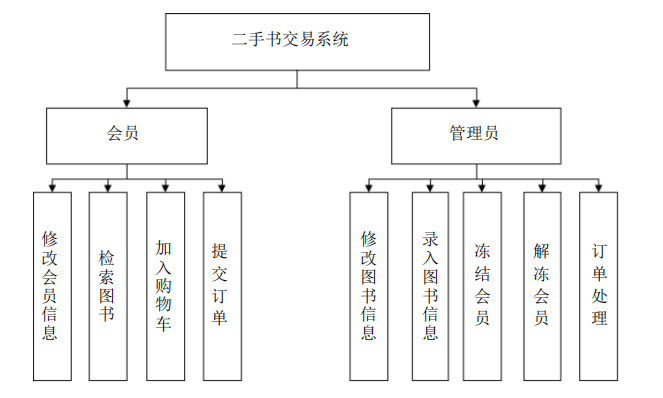 二手书交易系统
会员
管理员
修改会员信息
检索图书
加入购物车
提交订单
修改图书信息
录入图书信息
冻结会员
解冻会员
订单处理